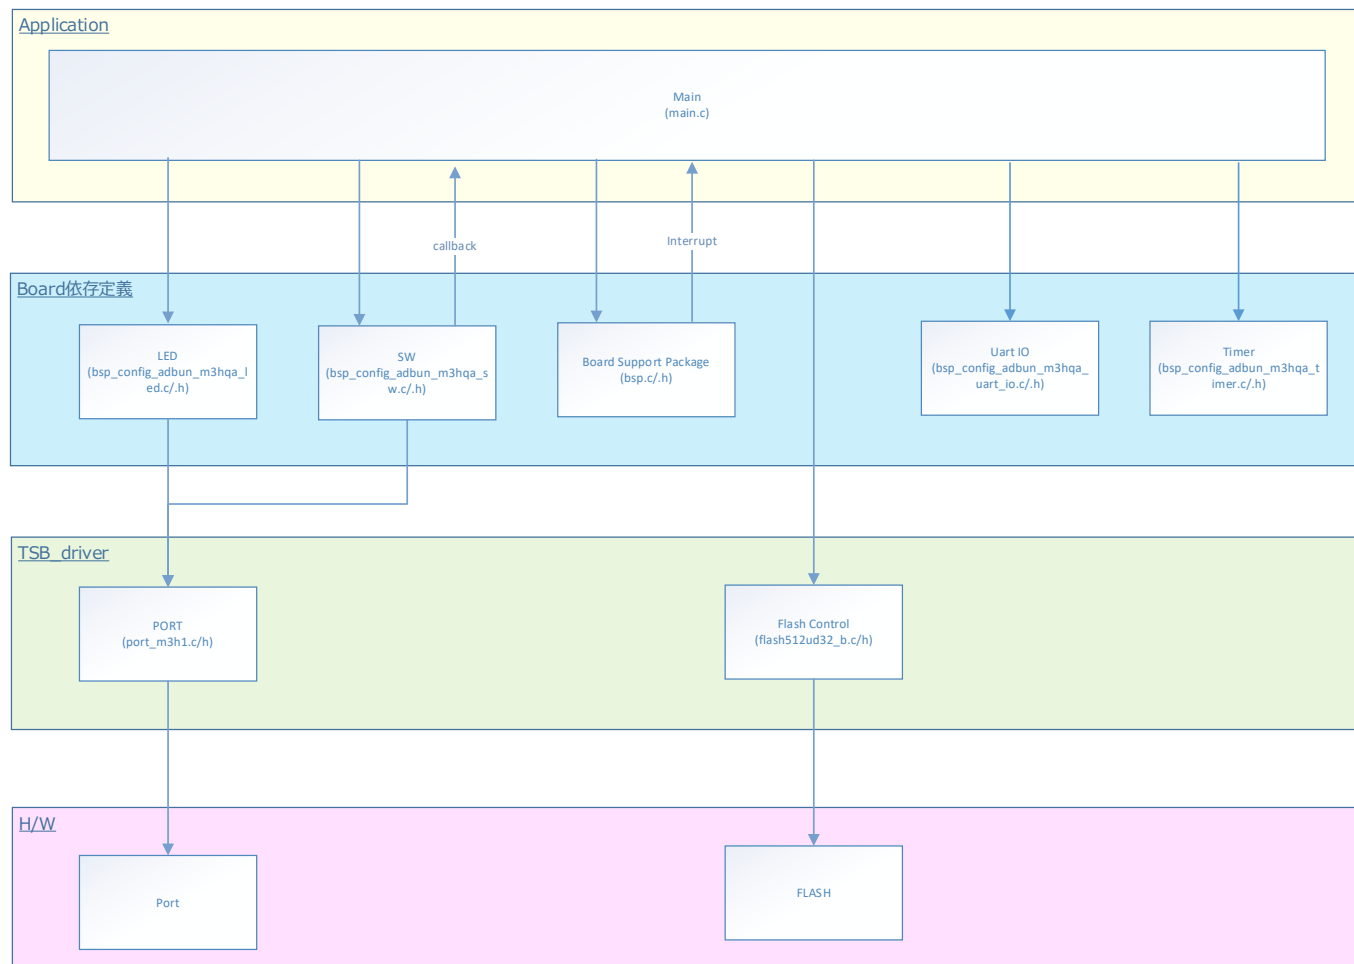 Application
Main
(main.c)
callback
Interrupt
Board依存定義
LED
(bsp_config_adbun_m3hqa_l
ed.c/.h)
SW
(bsp_config_adbun_m3hqa_s
w.c/.h)
Board Support Package
(bsp.c/.h)
Uart IO
(bsp_config_adbun_m3hqa_
uart_io.c/.h)
Timer
(bsp_config_adbun_m3hqa_t
imer.c/.h)
TSB_driver
PORT
(port_m3h1.c/h)
Flash Control
(flash512ud32_b.c/h)
H/W
Port
FLASH